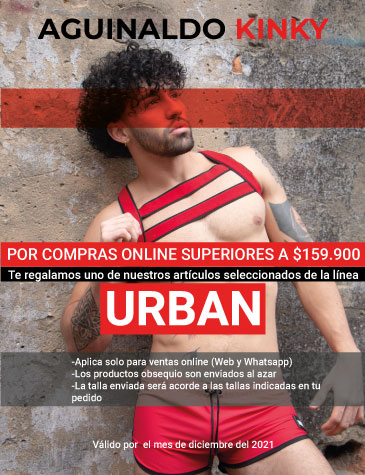 AGUINALDO KINKY
POR COMPRAS ONLINE SUPERIORES A $159.900
Te regalamos uno de nuestros artículos seleccionados de la línea
URBAN
-Aplica solo para ventas online (Web y Whatsapp)
-Los productos obsequio son enviados al azar
-La talla enviada será acorde a las tallas indicadas en tu
pedido
Válido por el mes de diciembre del 2021